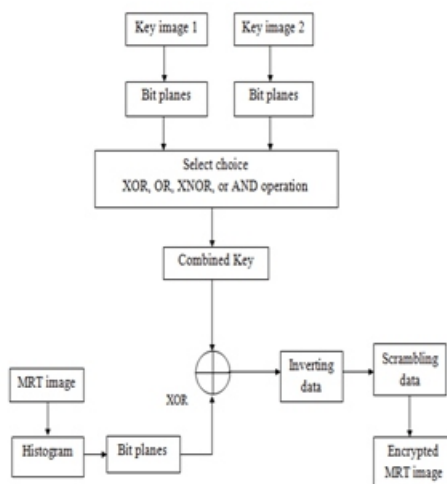 Key image 1
Key image 2
Bit planes
Bit planes
Select choice
XOR, OR, XNOR, or AND operation
Combined Key
MRT image
XOR
Inverting
data
Scrambling
data
Histogram
Bit planes
Encrypted
MRT image